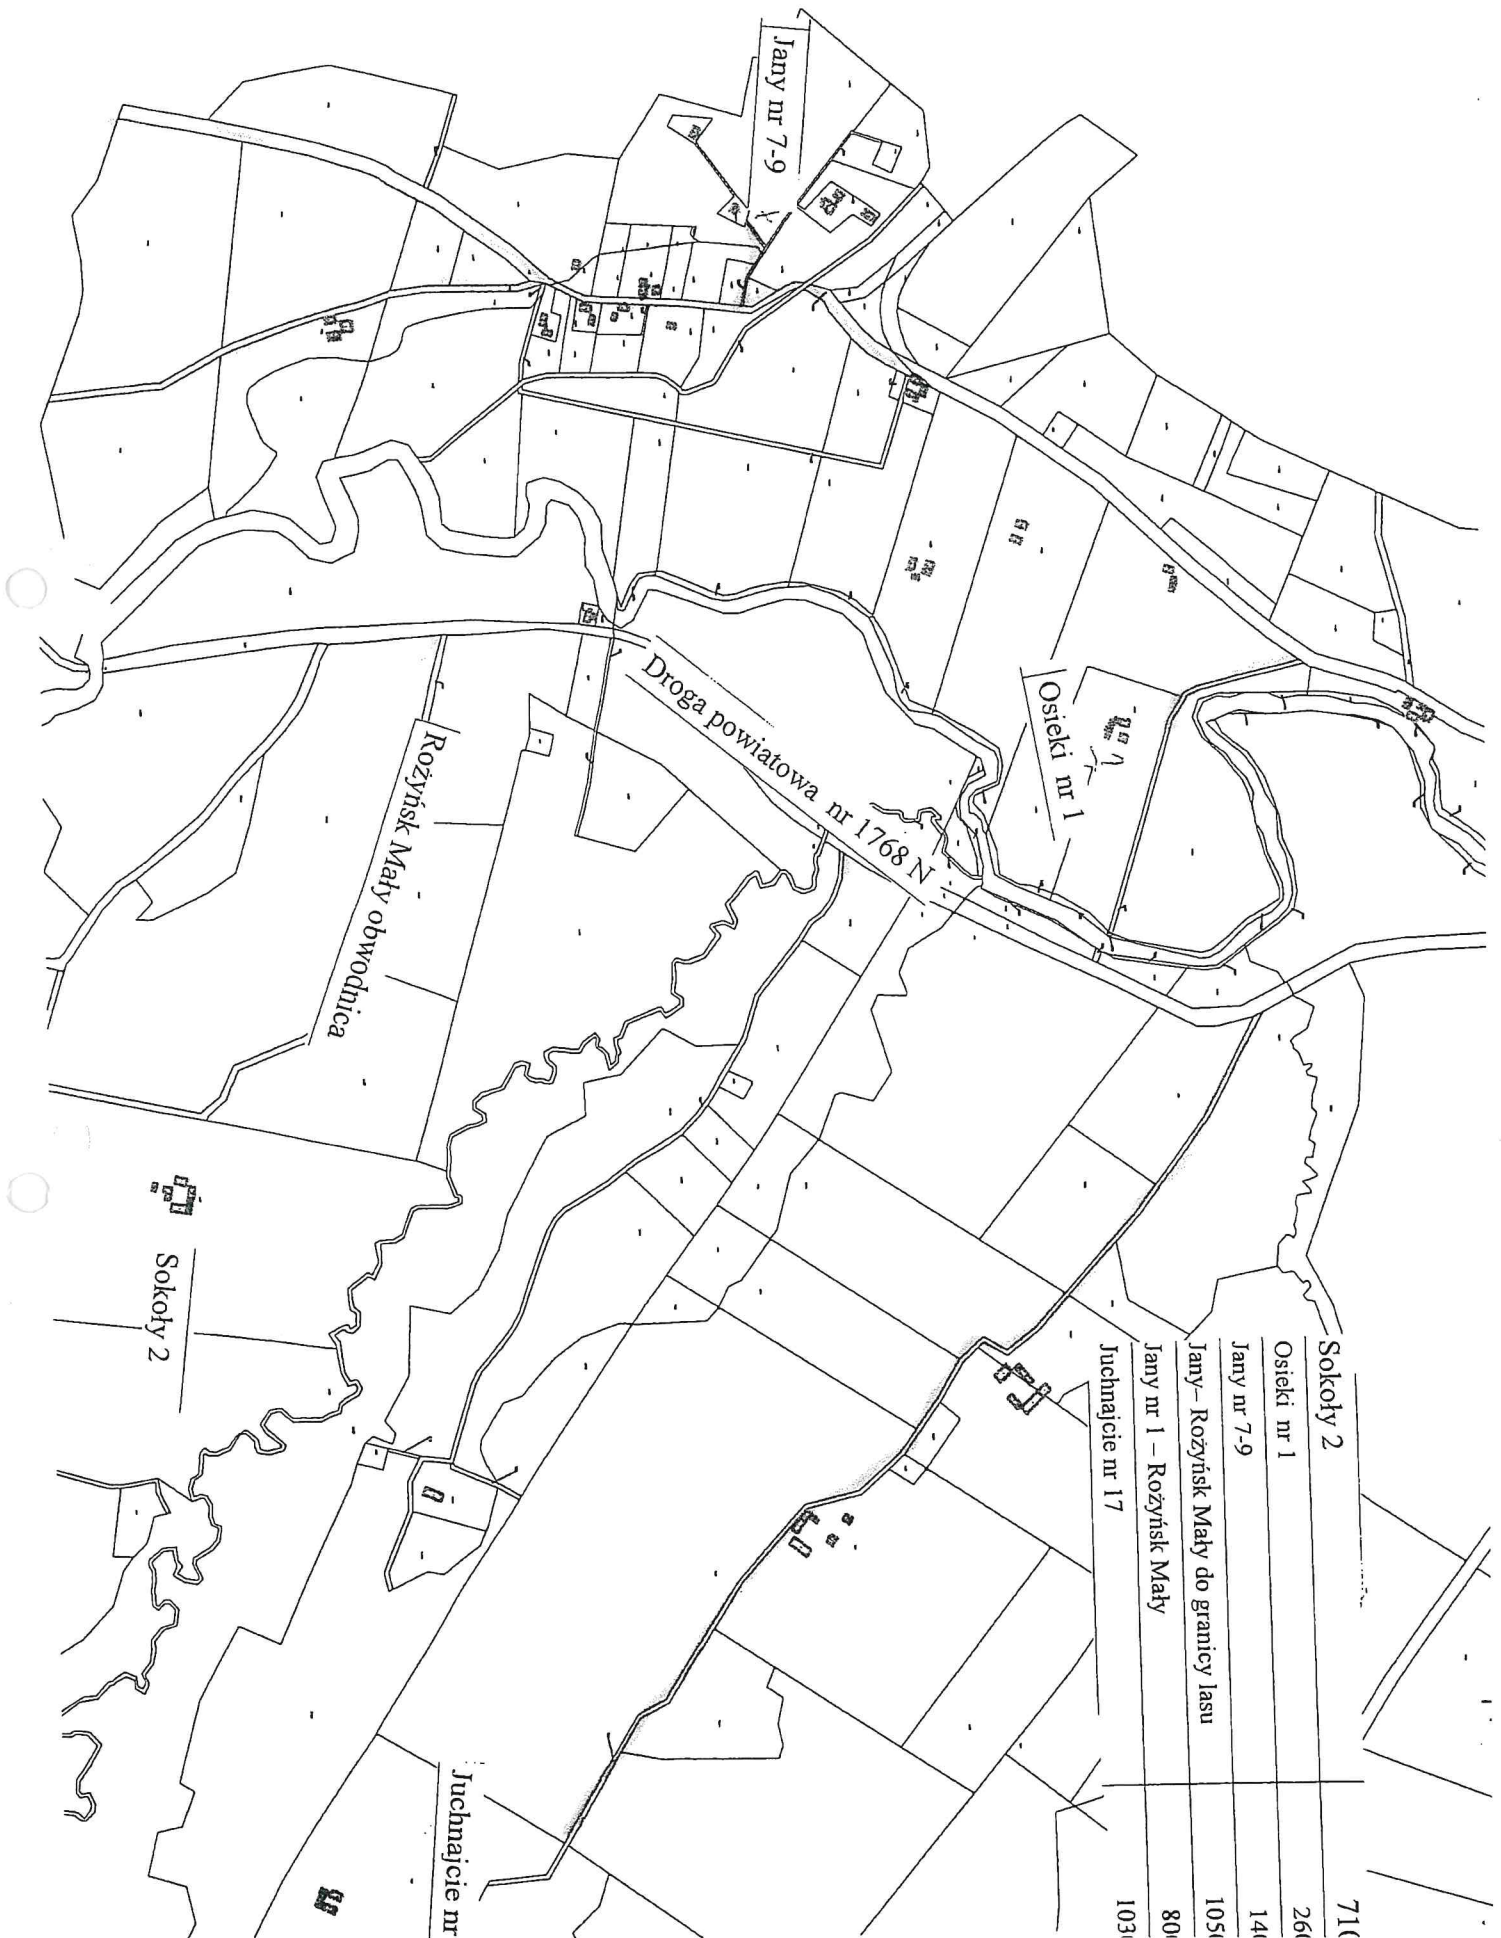 Jany nr 7-9
Osieki nr 1
Droga powiatowa nr 1768 N
Rożyńsk Mały obwodnica
Sokoły 2
Juchnajcie nr
Sokoły 2
Osieki nr 1
Jany nr 7-9
Jany– Rożyńsk Mały do granicy lasu
Jany nr 1 – Rożyńsk Mały
Juchnajcie nr 17